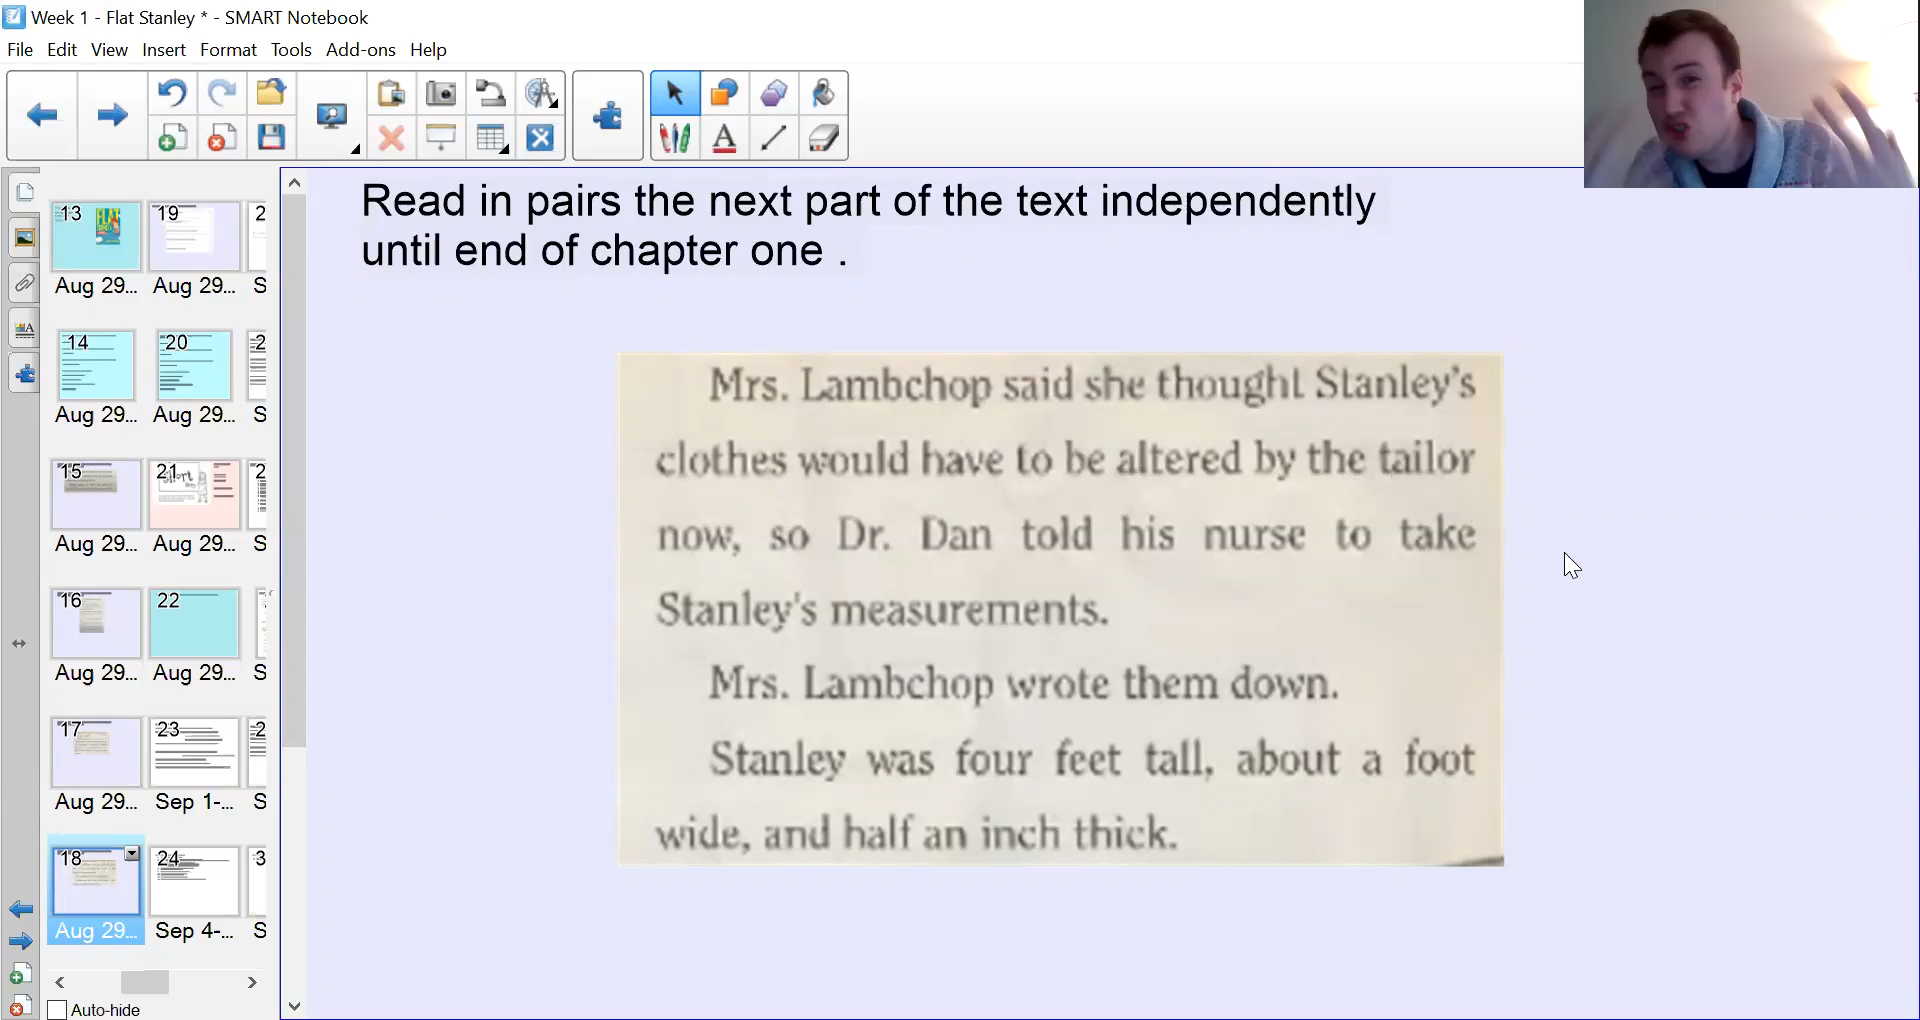 Week 1 - Flat Stanley * - SMART Notebook
File Edit View Insert Format Tools Add-ons Help
Read in pairs the next part of the text independently
until end of chapter one .
Mrs. Lambchop said she thought Stanley's
clothes would have to be altered by the tailor
now, so Dr. Dan told his nurse to take
Stanley's measurements.
Mrs. Lambchop wrote them down.
Stanley was four feet tall, about a foot
wide, and half an inch thick.
13 19 2
Aug 29... Aug 29... S
14 20 2
Aug 29... Aug 29... S
15 21 2
Aug 29... Aug 29... S
16 22
Aug 29... Aug 29... S
17 23 2
Aug 29... Sep 1-... S
18 24 3
Aug 29... Sep 4-... S
Auto-hide